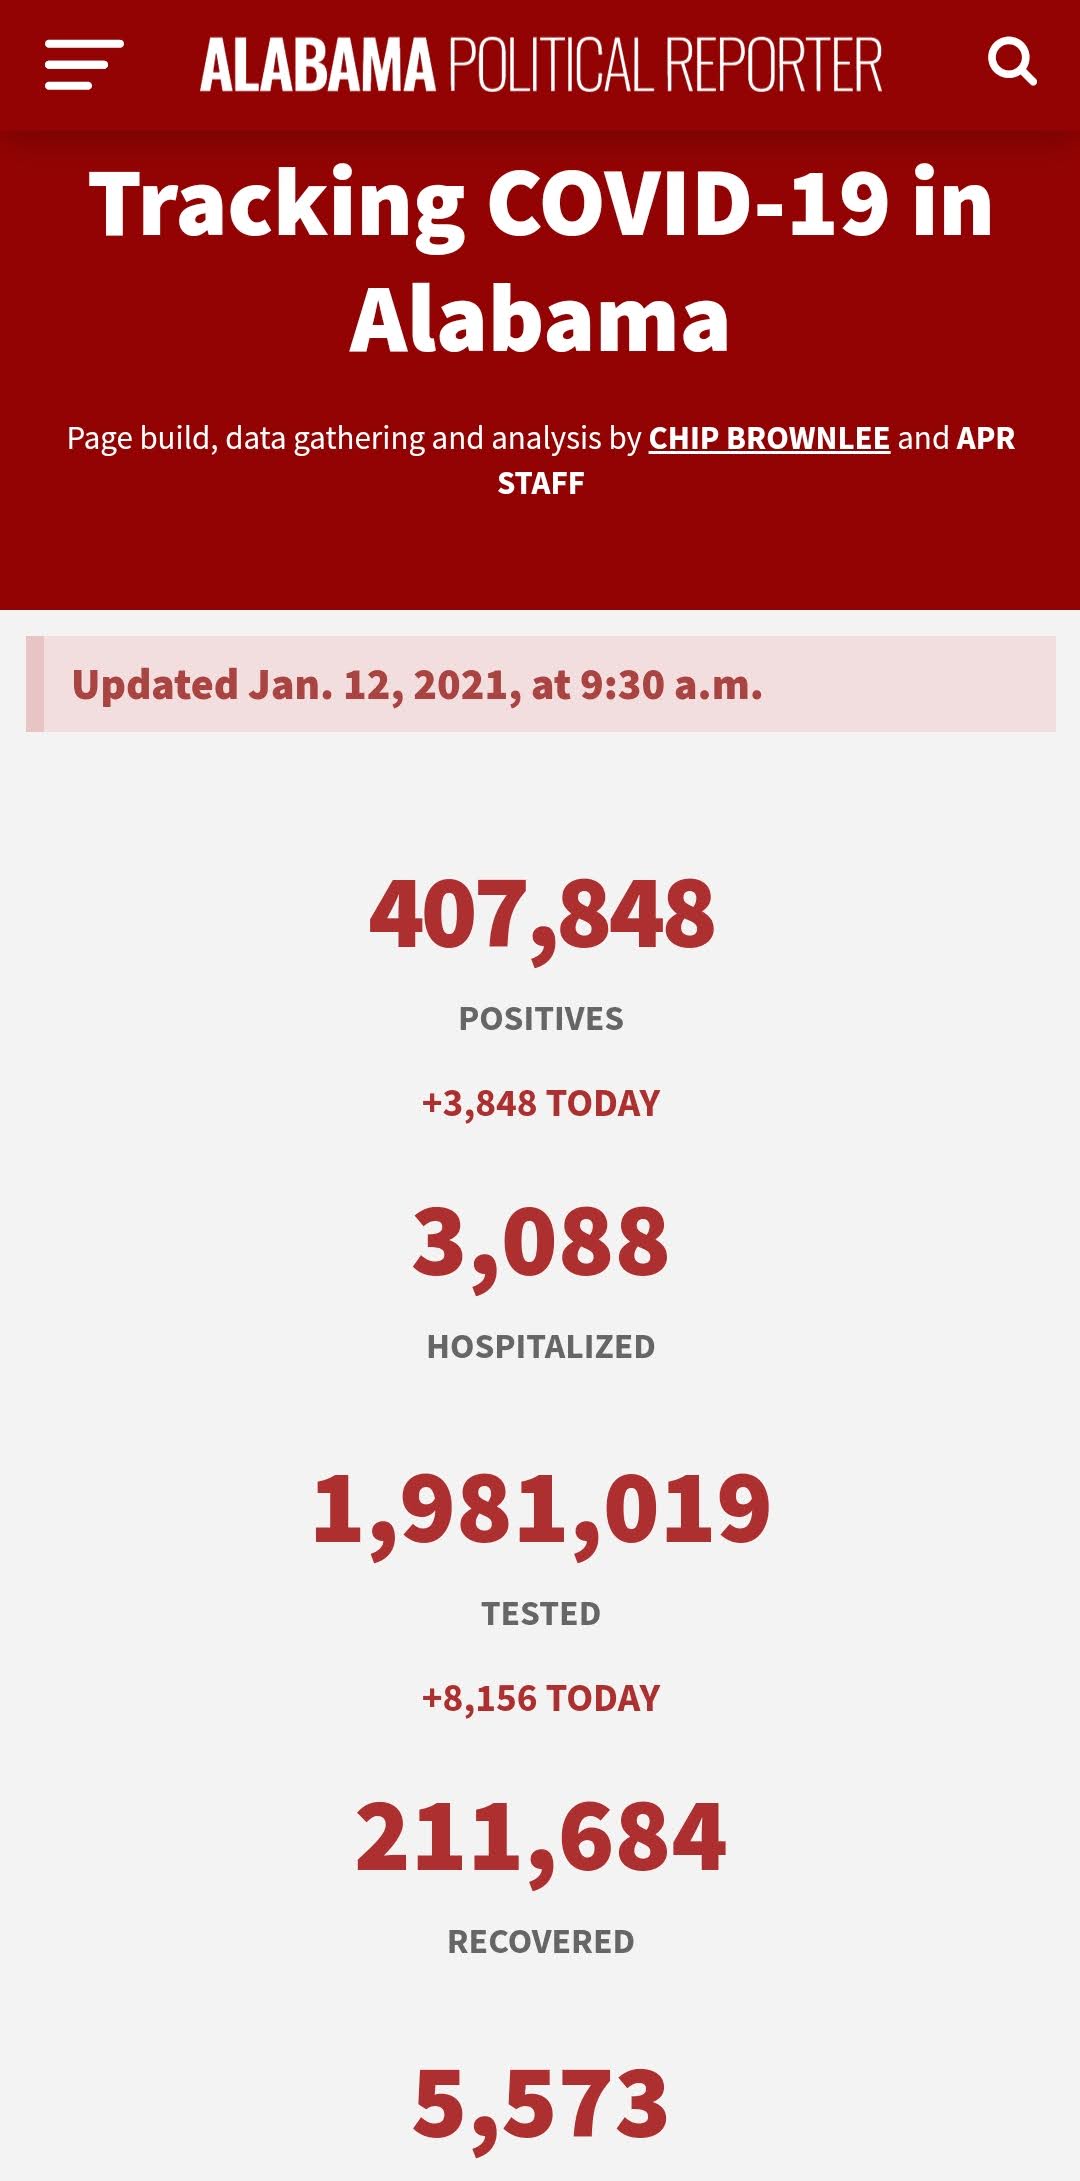 ALABAMA POLITICAL REPORTER
Tracking COVID-19 in
Alabama
Page build, data gathering and analysis by CHIP BROWNLEE and APR
STAFF
Updated Jan. 12, 2021, at 9:30 a.m.
407,848
POSITIVES
+3,848 TODAY
3,088
HOSPITALIZED
1,981,019
TESTED
+8,156 TODAY
211,684
RECOVERED
5,573